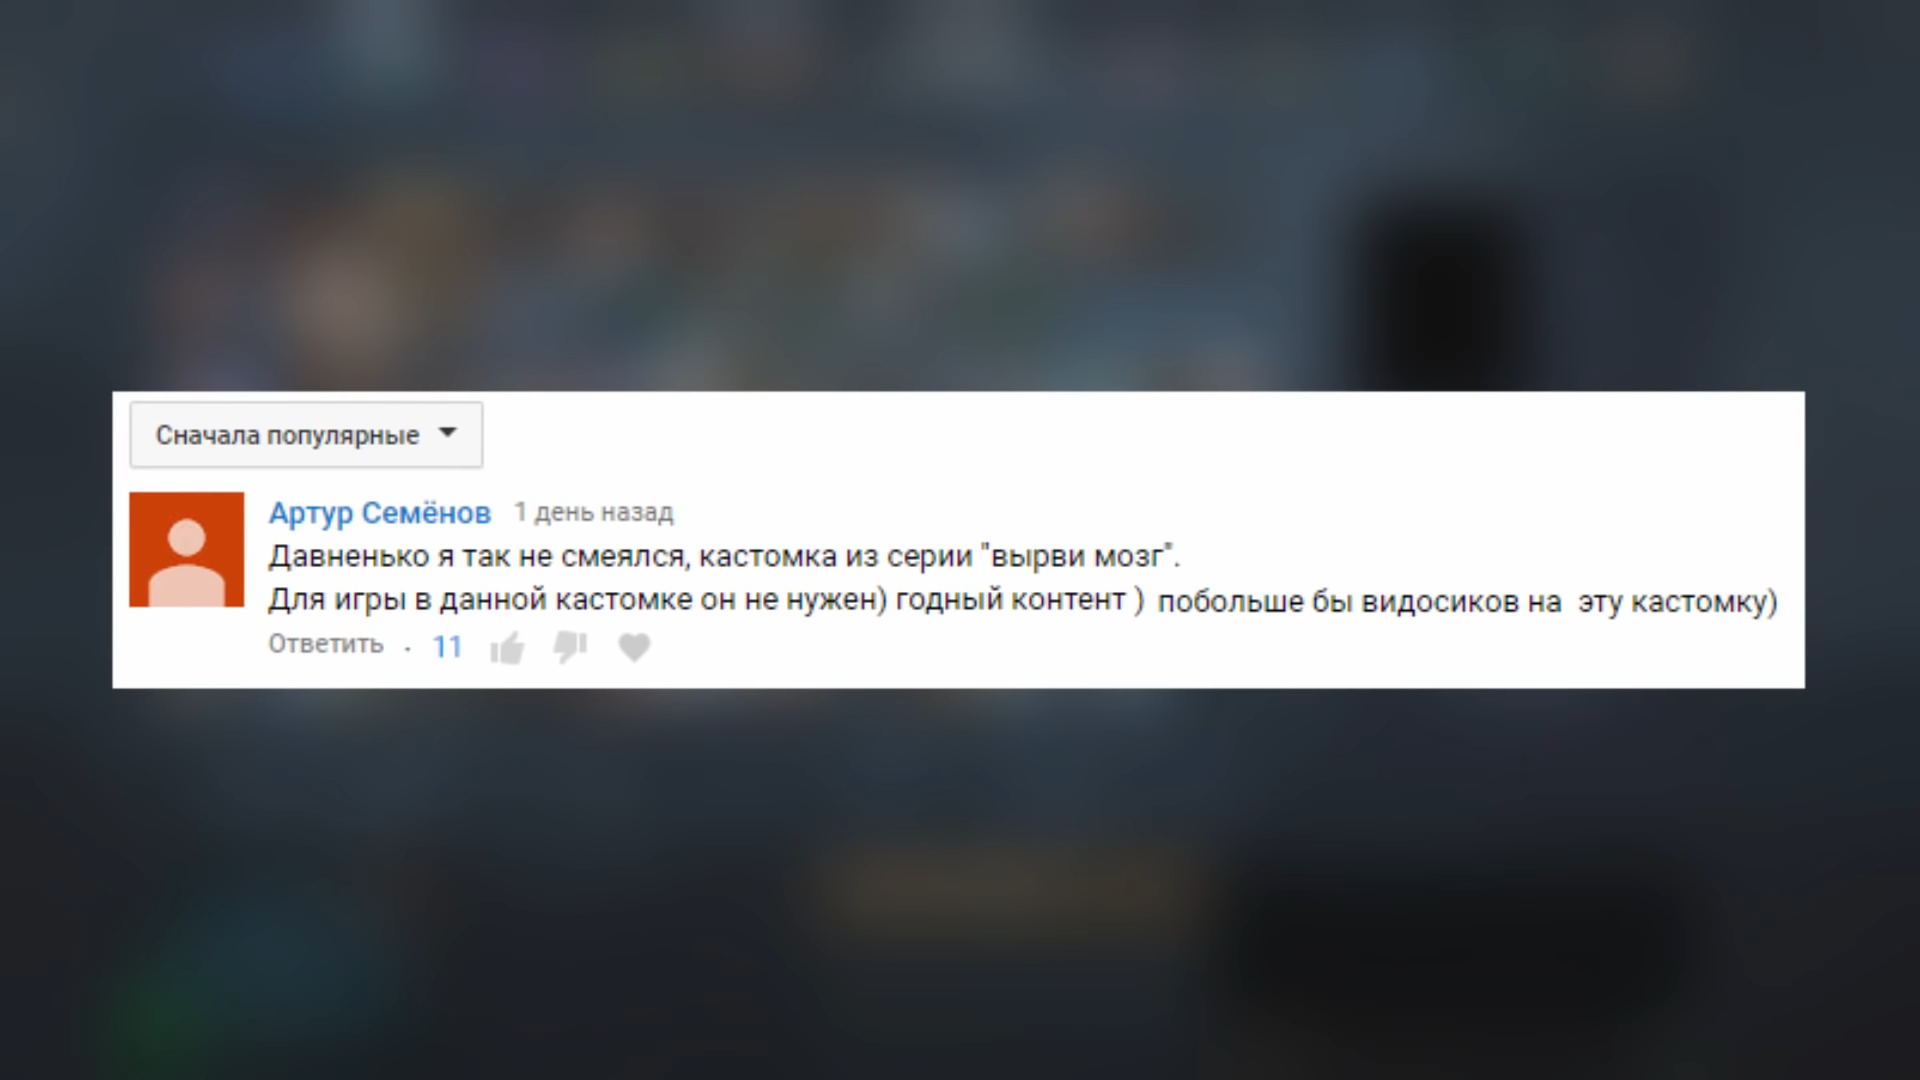 Сначала популярные
Артур Семёнов 1 день назад
Давненько я так не смеялся, кастомка из серии "вырви мозг".
Для игры в данной кастомке он не нужен) годный контент ) побольше бы видосиков на эту кастомку)
Ответить · 11